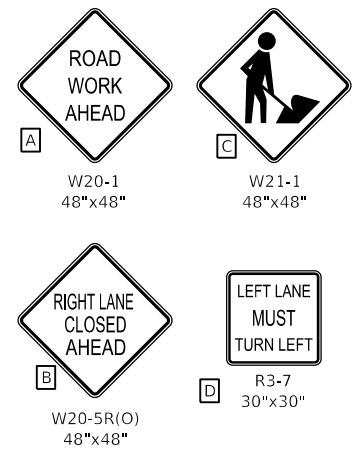 ROAD
WORK
AHEAD
A
W20-1
48"x48"
C
W21-1
48"x48"
RIGHT LANE
CLOSED
AHEAD
B
W20-5R(O)
48"x48"
LEFT LANE
MUST
TURN LEFT
D
R3-7
30"x30"